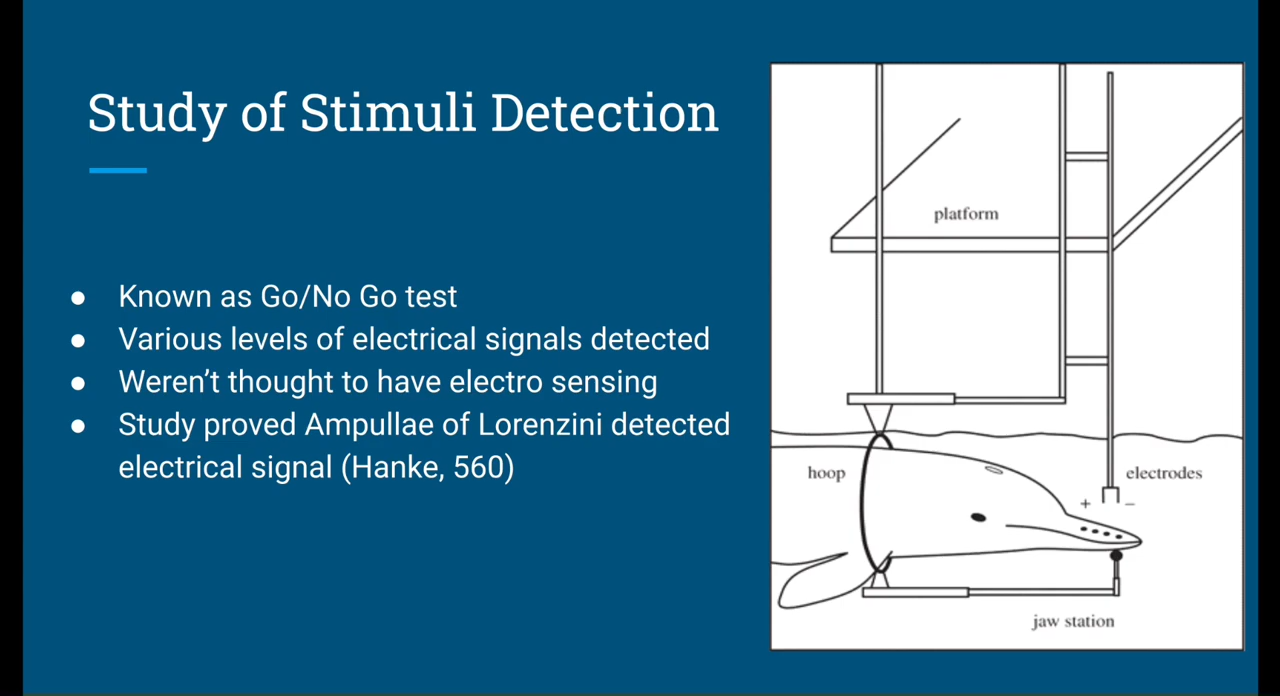 Study of Stimuli Detection
● Known as Go/No Go test
● Various levels of electrical signals detected
● Weren’t thought to have electro sensing
● Study proved Ampullae of Lorenzini detected
electrical signal (Hanke, 560)
platform
hoop
electrodes
+ −
jaw station